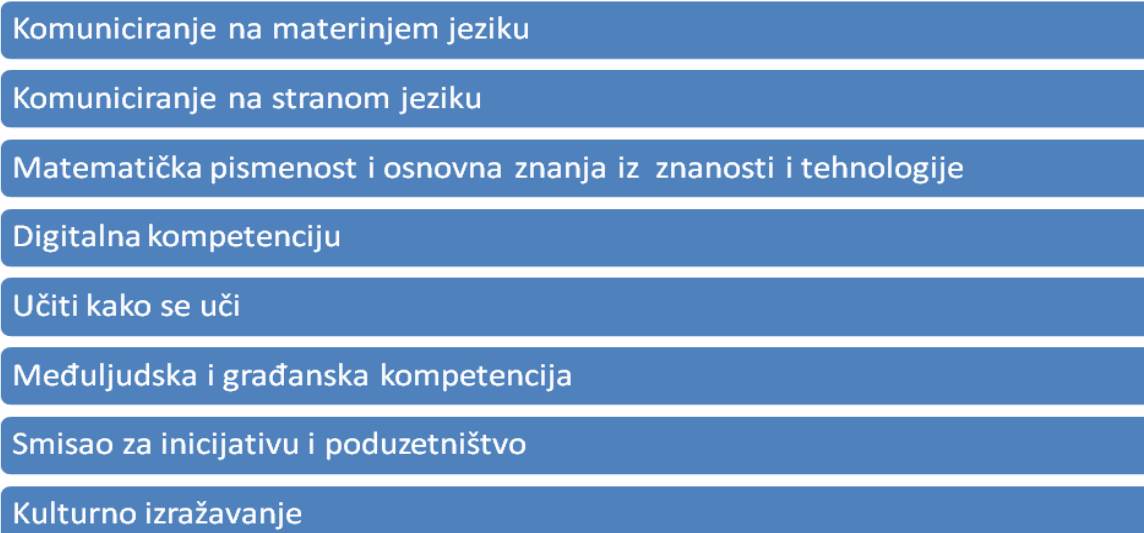 Komuniciranje na materinjem jeziku
Komuniciranje na stranom jeziku
Matematička pismenost i osnovna znanja iz znanosti i tehnologije
Digitalna kompetenciju
Učiti kako se uči
Međuljudska i građanska kompetencija
Smisao za inicijativu i poduzetništvo
Kulturno izražavanje